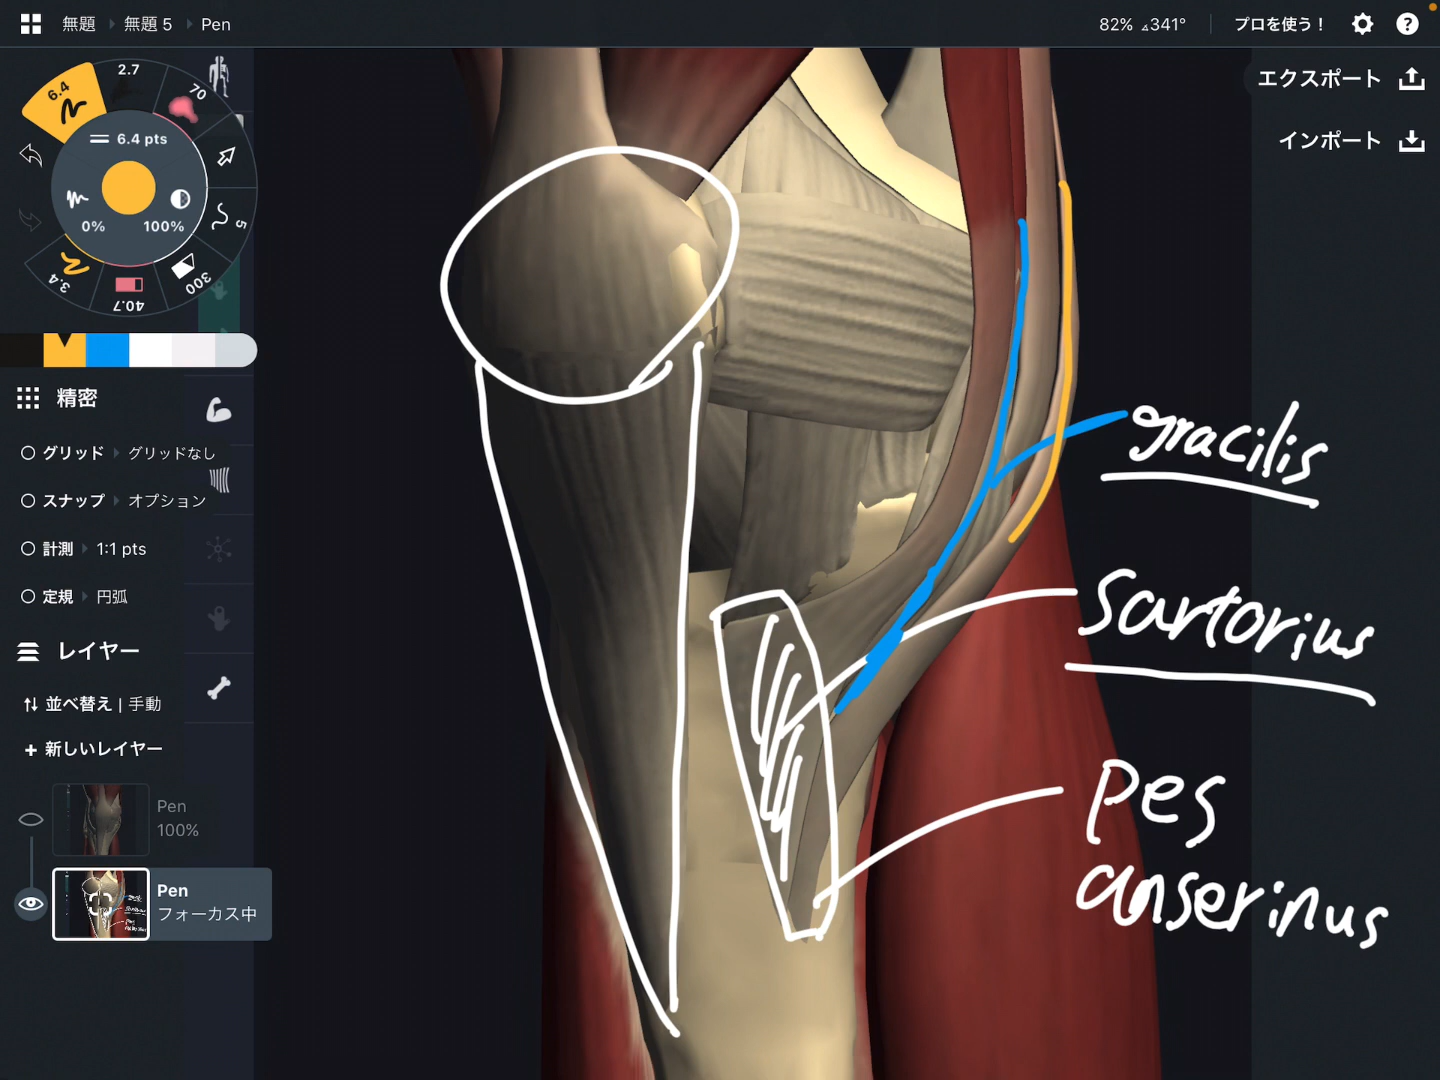 無題 無題 5 Pen
82% ⊿341° プロを使う！
エクスポート
インポート
2.7
6.4
70
6.4 pts
0% 100%
5
300
40.7
3.4
精密
グリッド グリッドなし
スナップ オプション
計測 1:1 pts
定規 円弧
レイヤー
並べ替え | 手動
+ 新しいレイヤー
Pen
100%
Pen
フォーカス中
gracilis
Sartorius
Pes
anserinus